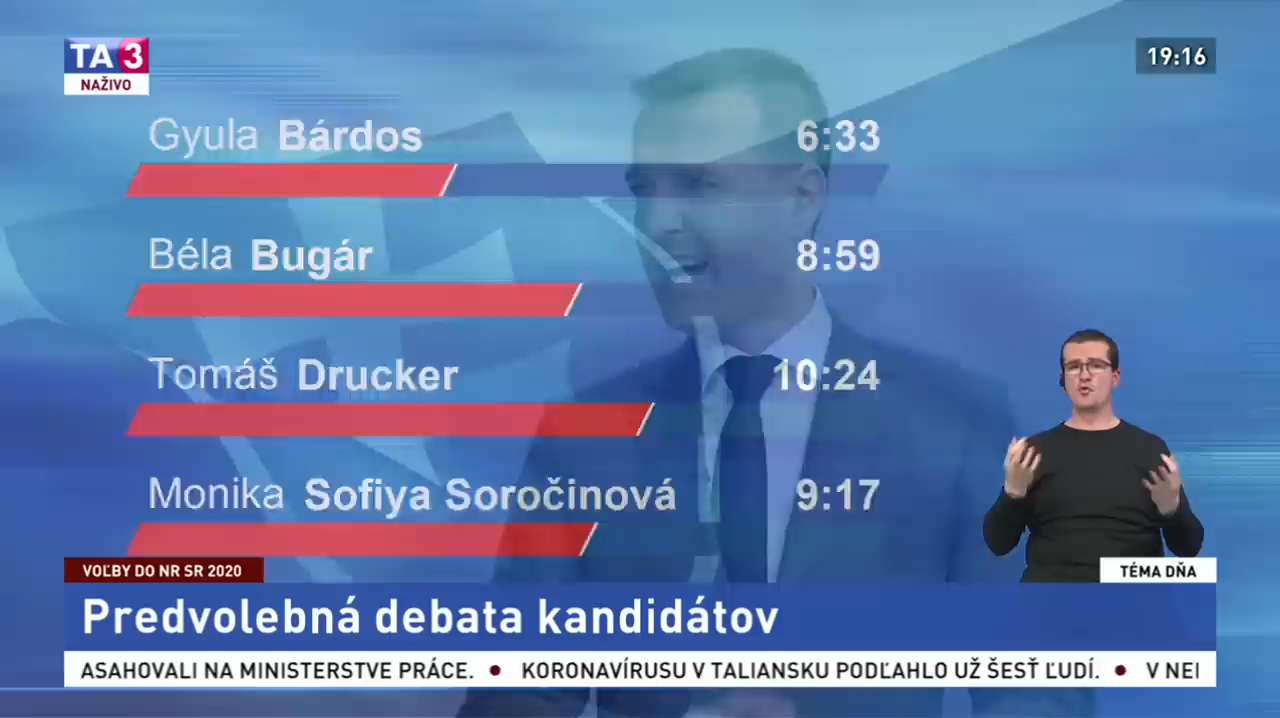 TA3
19:16
NAŽIVO
Gyula Bárdos 6:33
Béla Bugár 8:59
Tomáš Drucker 10:24
Monika Sofiya Soročinová 9:17
VOĽBY DO NR SR 2020
TÉMA DŇA
Predvolebná debata kandidátov
ASAHOVALI NA MINISTERSTVE PRÁCE. • KORONAVÍRUSU V TALIANSKU PODĽAHLO UŽ ŠESŤ ĽUDÍ. • V